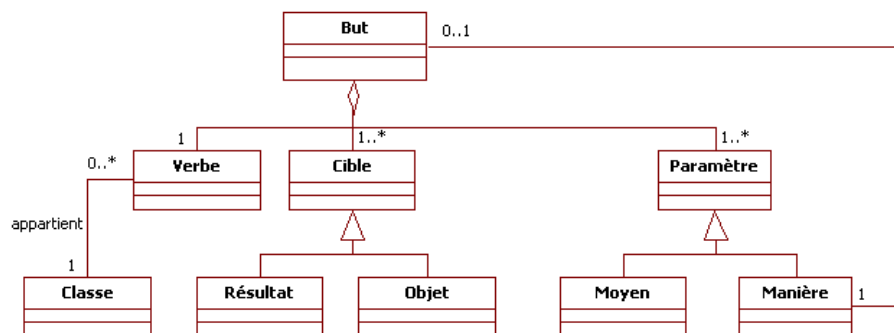 But
0..1
1
1..*
1..*
0..*
Verbe
Cible
Paramètre
appartient
1
Classe
Résultat
Objet
Moyen
Manière
1